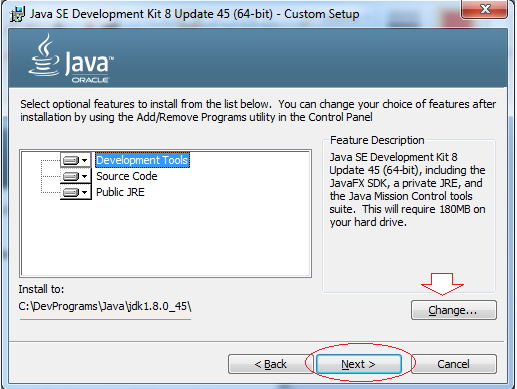 Java SE Development Kit 8 Update 45 (64-bit) - Custom Setup
Java™
ORACLE
Select optional features to install from the list below.  You can change your choice of features after
installation by using the Add/Remove Programs utility in the Control Panel
Development Tools
Source Code
Public JRE
Feature Description
Java SE Development Kit 8
Update 45 (64-bit), including the
JavaFX SDK, a private JRE, and
the Java Mission Control tools
suite.  This will require 180MB on
your hard drive.
Install to:
C:\DevPrograms\Java\jdk1.8.0_45\
Change...
< Back
Next >
Cancel